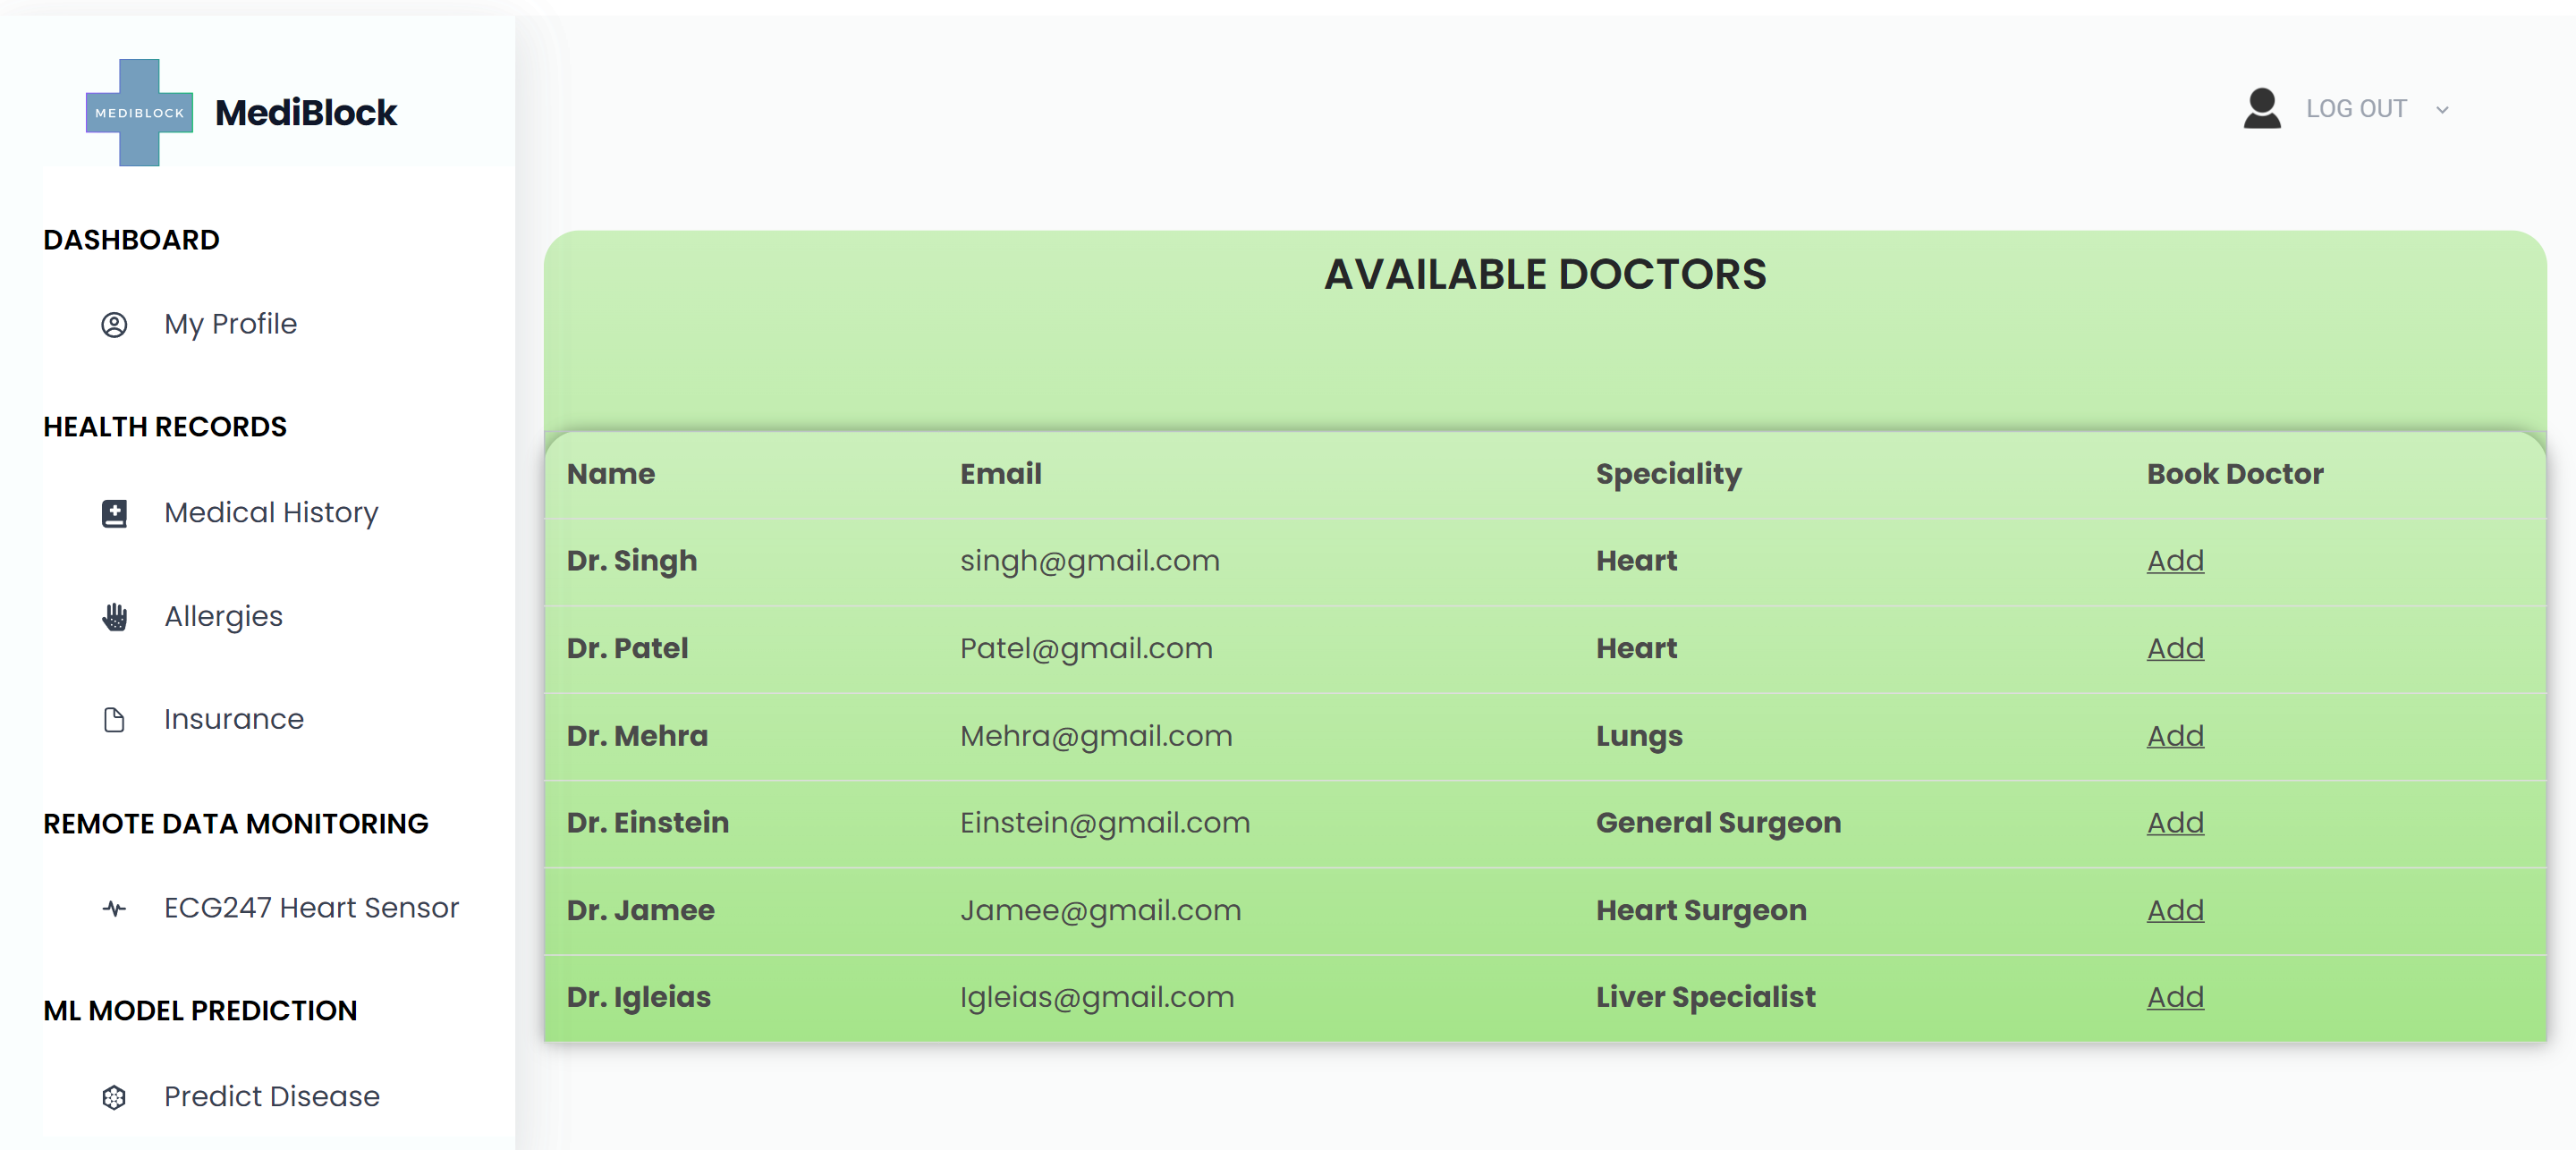 MEDIBLOCK
MediBlock
LOG OUT
DASHBOARD
My Profile
HEALTH RECORDS
Medical History
Allergies
Insurance
REMOTE DATA MONITORING
ECG247 Heart Sensor
ML MODEL PREDICTION
Predict Disease
AVAILABLE DOCTORS
Name Email Speciality Book Doctor
Dr. Singh singh@gmail.com Heart Add
Dr. Patel Patel@gmail.com Heart Add
Dr. Mehra Mehra@gmail.com Lungs Add
Dr. Einstein Einstein@gmail.com General Surgeon Add
Dr. Jamee Jamee@gmail.com Heart Surgeon Add
Dr. Igleias Igleias@gmail.com Liver Specialist Add